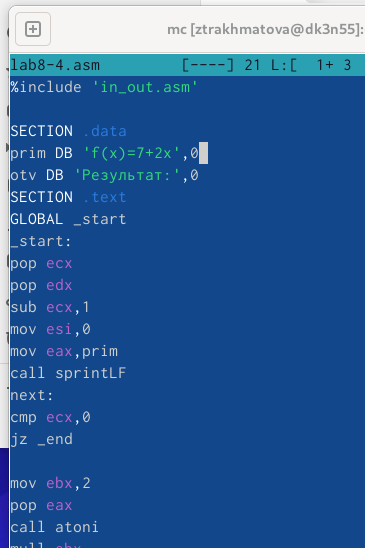 mc [ztrakhmatova@dk3n55]:
lab8-4.asm [----] 21 L:[ 1+ 3
%include 'in_out.asm'
SECTION .data
prim DB 'f(x)=7+2x',0
otv DB 'Результат:',0
SECTION .text
GLOBAL _start
_start:
pop ecx
pop edx
sub ecx,1
mov esi,0
mov eax,prim
call sprintLF
next:
cmp ecx,0
jz _end
mov ebx,2
pop eax
call atoni